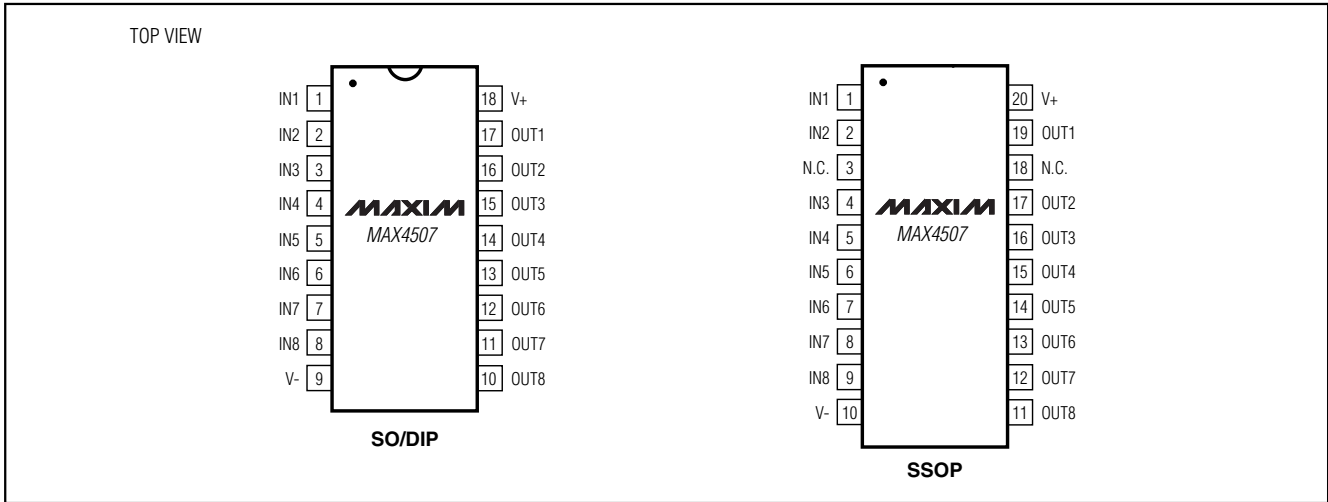 TOP VIEW
IN1 1 18 V+
IN2 2 17 OUT1
IN3 3 16 OUT2
IN4 4 15 OUT3
IN5 5 14 OUT4
IN6 6 13 OUT5
IN7 7 12 OUT6
IN8 8 11 OUT7
V- 9 10 OUT8
MAXIM
MAX4507
SO/DIP
IN1 1 20 V+
IN2 2 19 OUT1
N.C. 3 18 N.C.
IN3 4 17 OUT2
IN4 5 16 OUT3
IN5 6 15 OUT4
IN6 7 14 OUT5
IN7 8 13 OUT6
IN8 9 12 OUT7
V- 10 11 OUT8
MAXIM
MAX4507
SSOP